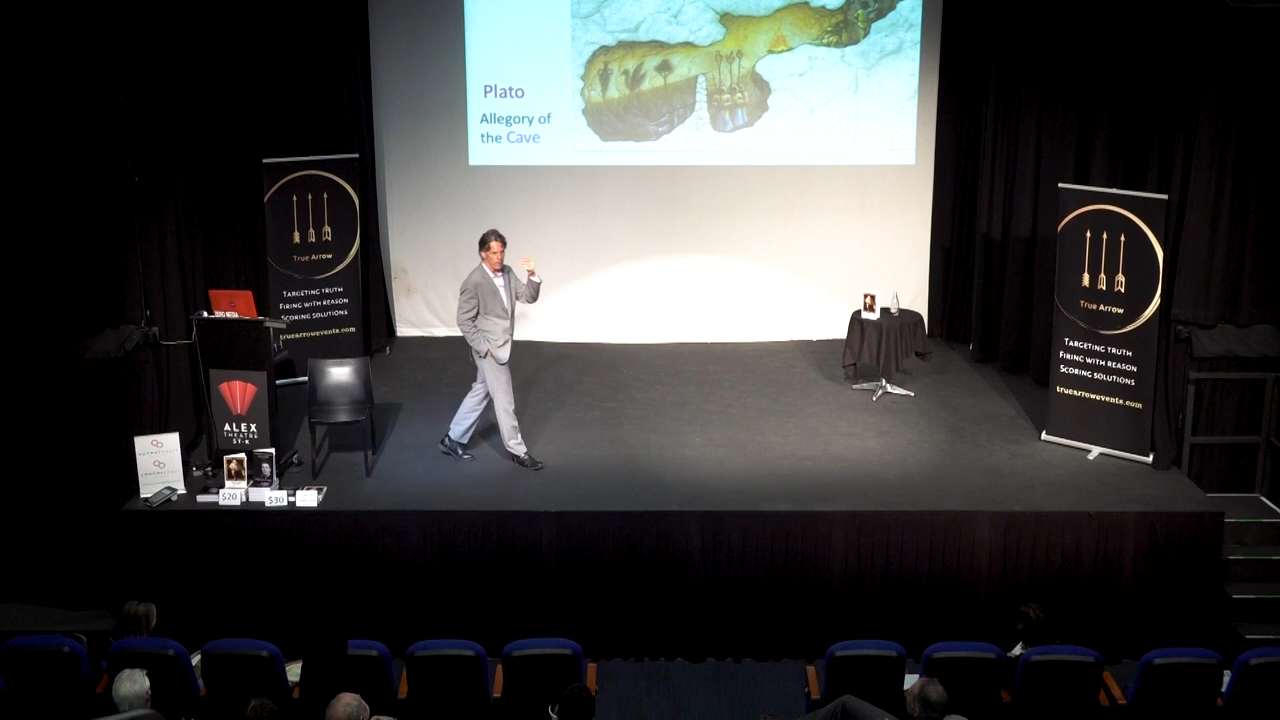 Plato
Allegory of
the Cave
True Arrow
TARGETING TRUTH
FIRING WITH REASON
SCORING SOLUTIONS
truearrowevents.com
ALEX
THEATRE
ST·K
$20
$30
True Arrow
TARGETING TRUTH
FIRING WITH REASON
SCORING SOLUTIONS
truearrowevents.com